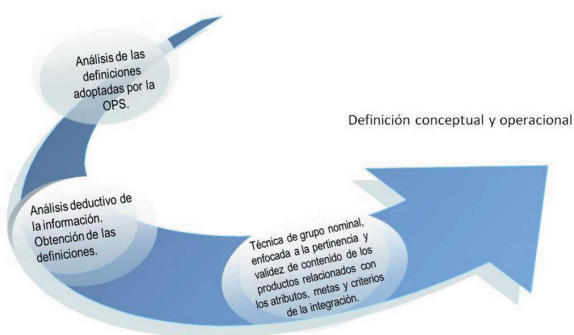 Análisis de las
definiciones
adoptadas por la
OPS.
Definición conceptual y operacional
Análisis deductivo de
la información.
Obtención de las
definiciones.
Técnica de grupo nominal,
enfocada a la pertinencia y
validez de contenido de los
productos relacionados con
los atributos, metas y criterios
de la integración.